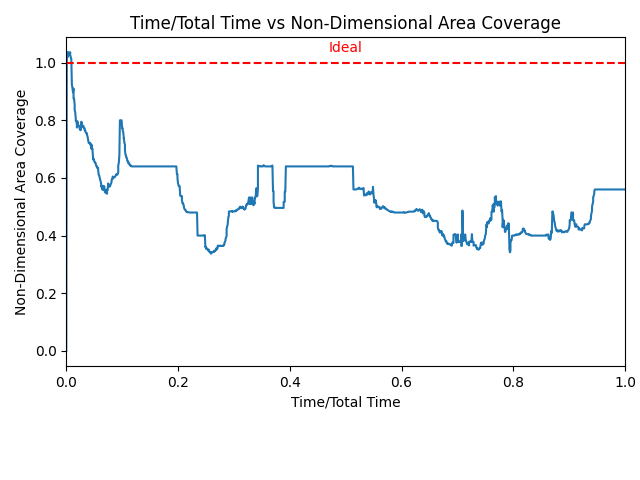 Time/Total Time vs Non-Dimensional Area Coverage
Ideal
1.0
0.8
0.6
0.4
0.2
0.0
Non-Dimensional Area Coverage
0.0 0.2 0.4 0.6 0.8 1.0
Time/Total Time